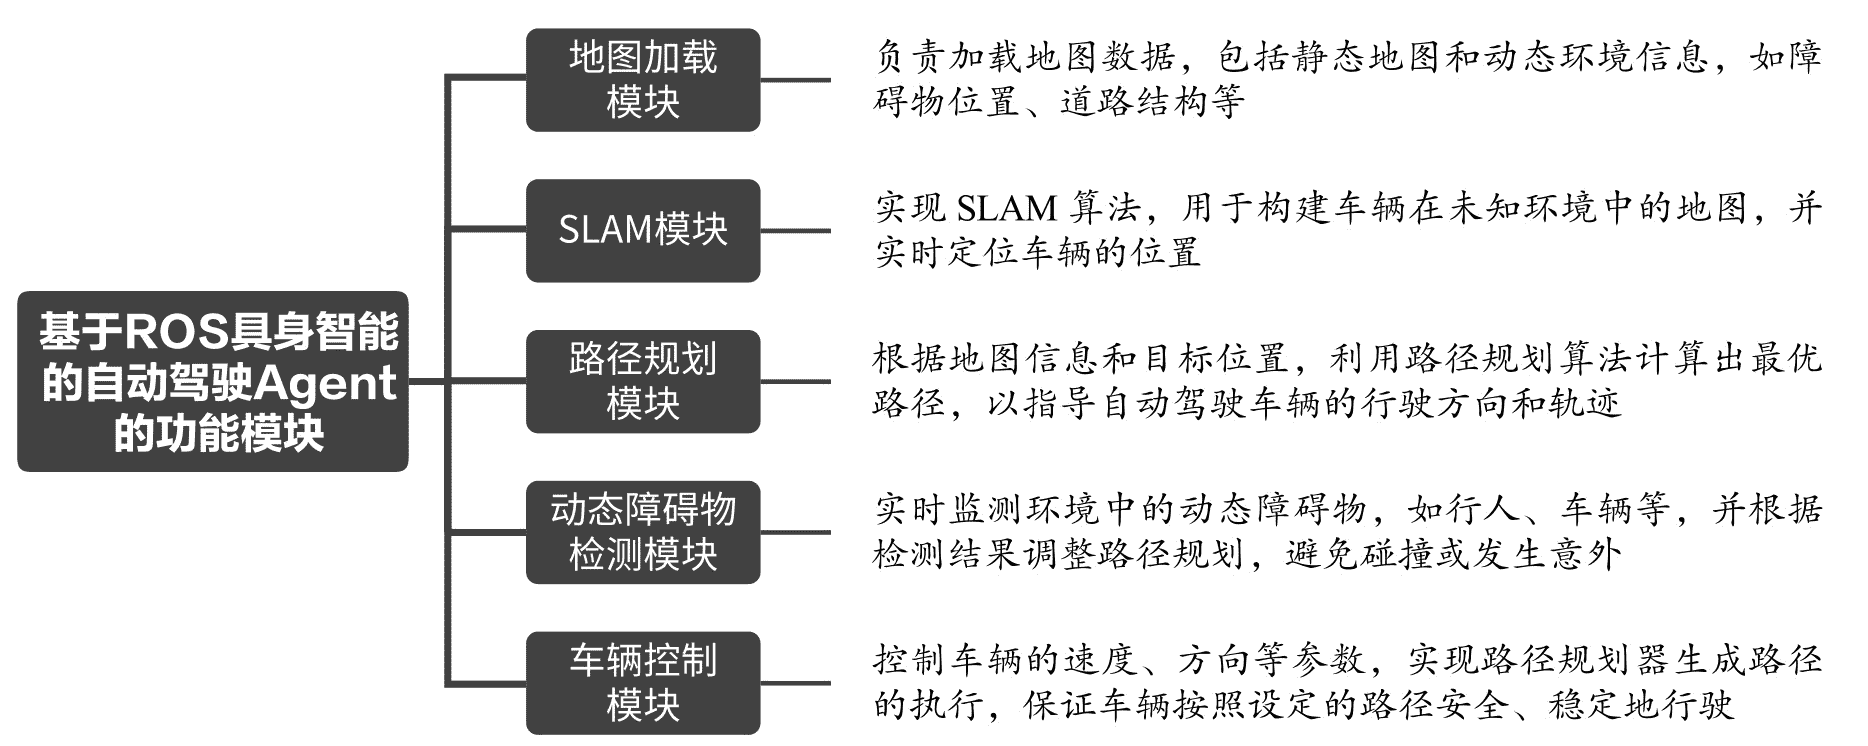 基于ROS具身智能
的自动驾驶Agent
的功能模块
地图加载
模块
负责加载地图数据，包括静态地图和动态环境信息，如障
碍物位置、道路结构等
SLAM模块
实现 SLAM 算法，用于构建车辆在未知环境中的地图，并
实时定位车辆的位置
路径规划
模块
根据地图信息和目标位置，利用路径规划算法计算出最优
路径，以指导自动驾驶车辆的行驶方向和轨迹
动态障碍物
检测模块
实时监测环境中的动态障碍物，如行人、车辆等，并根据
检测结果调整路径规划，避免碰撞或发生意外
车辆控制
模块
控制车辆的速度、方向等参数，实现路径规划器生成路径
的执行，保证车辆按照设定的路径安全、稳定地行驶